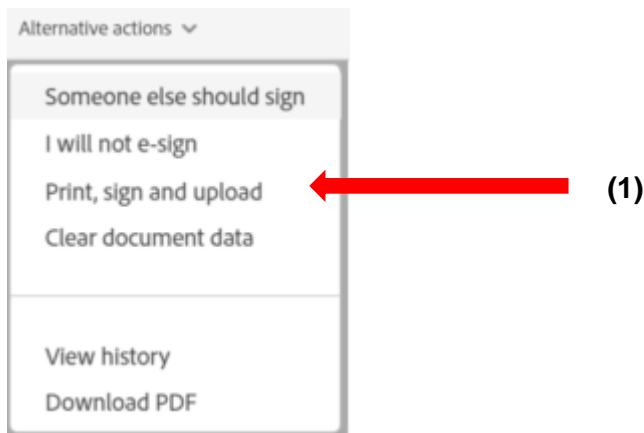 Alternative actions
Someone else should sign
I will not e-sign
Print, sign and upload
(1)
Clear document data
View history
Download PDF